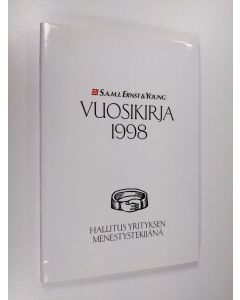 S.A.M.I. ERNST & YOUNG
VUOSIKIRJA
1998
HALLITUS YRITYKSEN
MENESTYSTEKIJÄNÄ